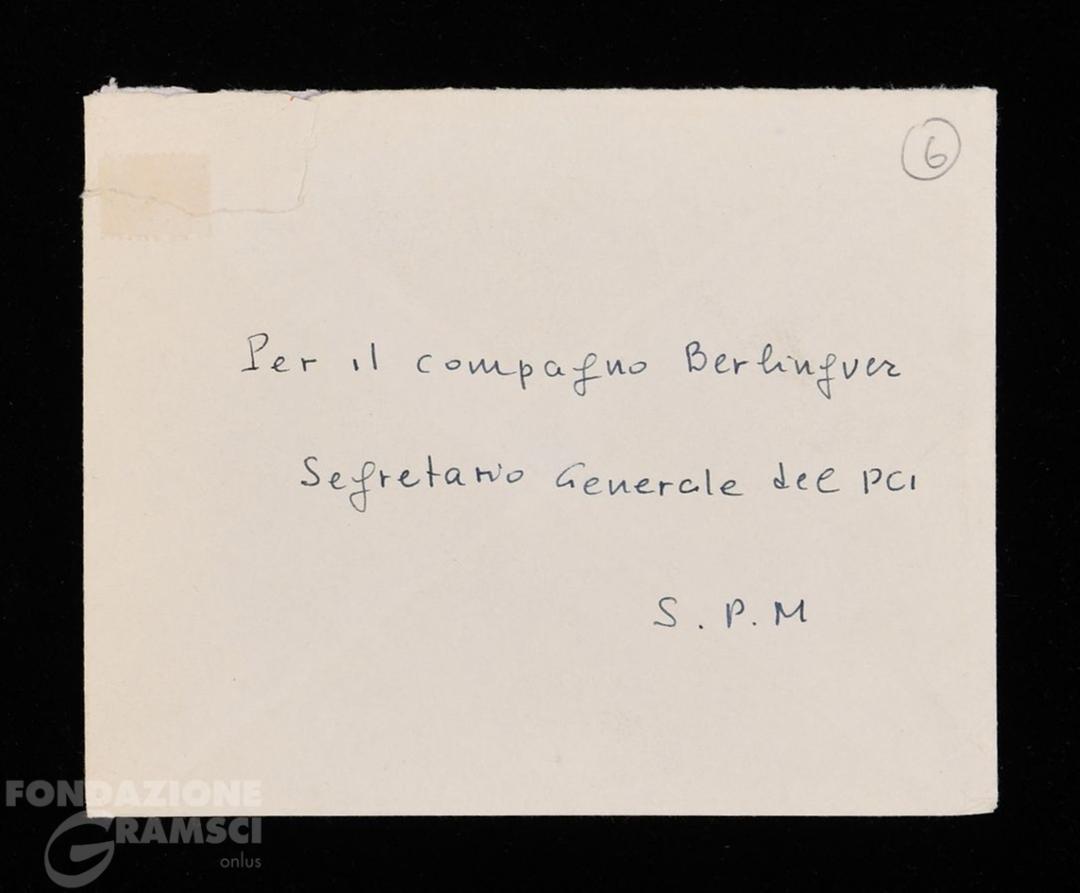 6
Per il compagno Berlinguer
Segretario Generale del PCI
S. P. M
FONDAZIONE
GRAMSCI
onlus